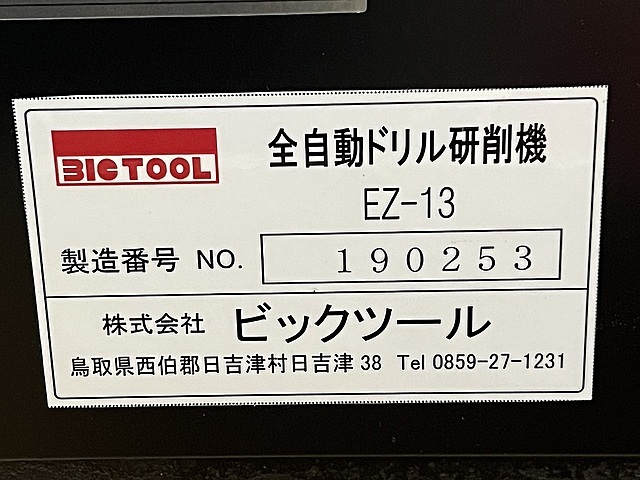 BIC TOOL
全自動ドリル研削機
EZ-13
製造番号 NO. 190253
株式会社 ビックツール
鳥取県西伯郡日吉津村日吉津 38 Tel 0859-27-1231